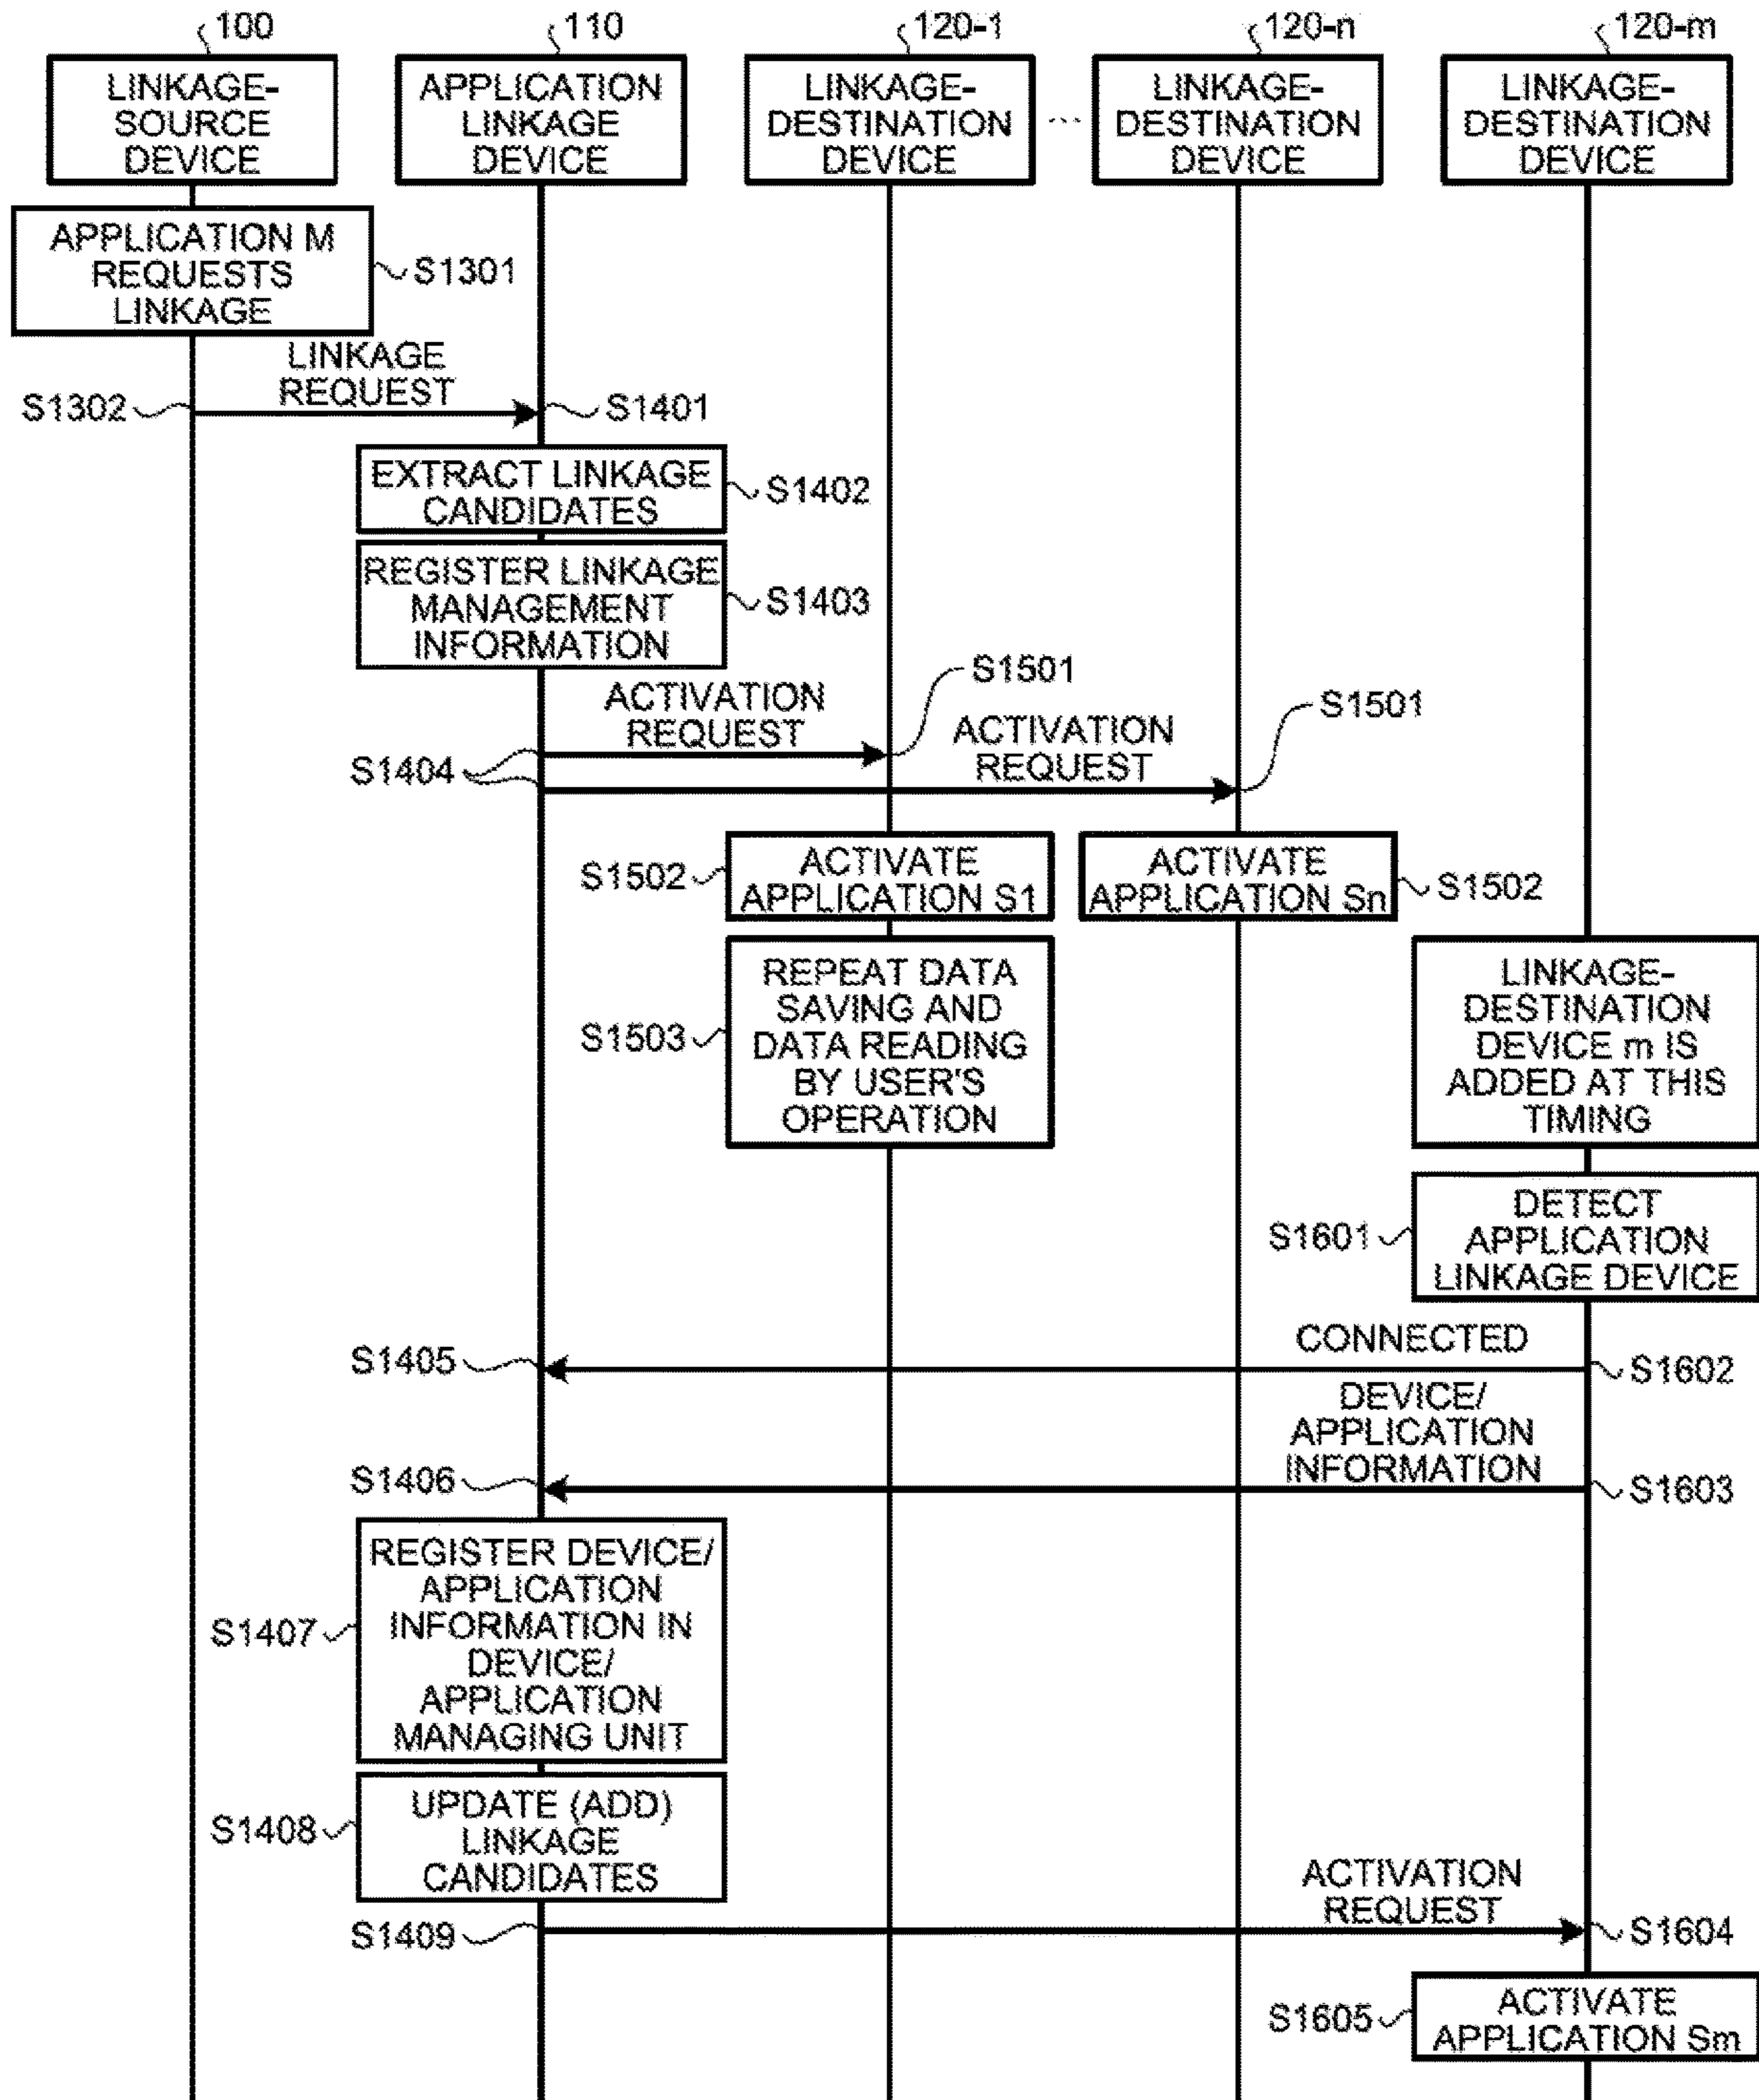 100
110
120-1
120-n
120-m
LINKAGE-
SOURCE
DEVICE
APPLICATION
LINKAGE
DEVICE
LINKAGE-
DESTINATION
DEVICE
...
LINKAGE-
DESTINATION
DEVICE
LINKAGE-
DESTINATION
DEVICE
APPLICATION M
REQUESTS
LINKAGE
S1301
LINKAGE
REQUEST
S1302
S1401
EXTRACT LINKAGE
CANDIDATES
S1402
REGISTER LINKAGE
MANAGEMENT
INFORMATION
S1403
ACTIVATION
REQUEST
S1501
ACTIVATION
REQUEST
S1501
S1404
S1502
ACTIVATE
APPLICATION S1
ACTIVATE
APPLICATION Sn
S1502
S1503
REPEAT DATA
SAVING AND
DATA READING
BY USER'S
OPERATION
LINKAGE-
DESTINATION
DEVICE m IS
ADDED AT THIS
TIMING
S1601
DETECT
APPLICATION
LINKAGE DEVICE
CONNECTED
S1405
S1602
DEVICE/
APPLICATION
INFORMATION
S1406
S1603
S1407
REGISTER DEVICE/
APPLICATION
INFORMATION IN
DEVICE/
APPLICATION
MANAGING UNIT
S1408
UPDATE (ADD)
LINKAGE
CANDIDATES
ACTIVATION
REQUEST
S1409
S1604
S1605
ACTIVATE
APPLICATION Sm